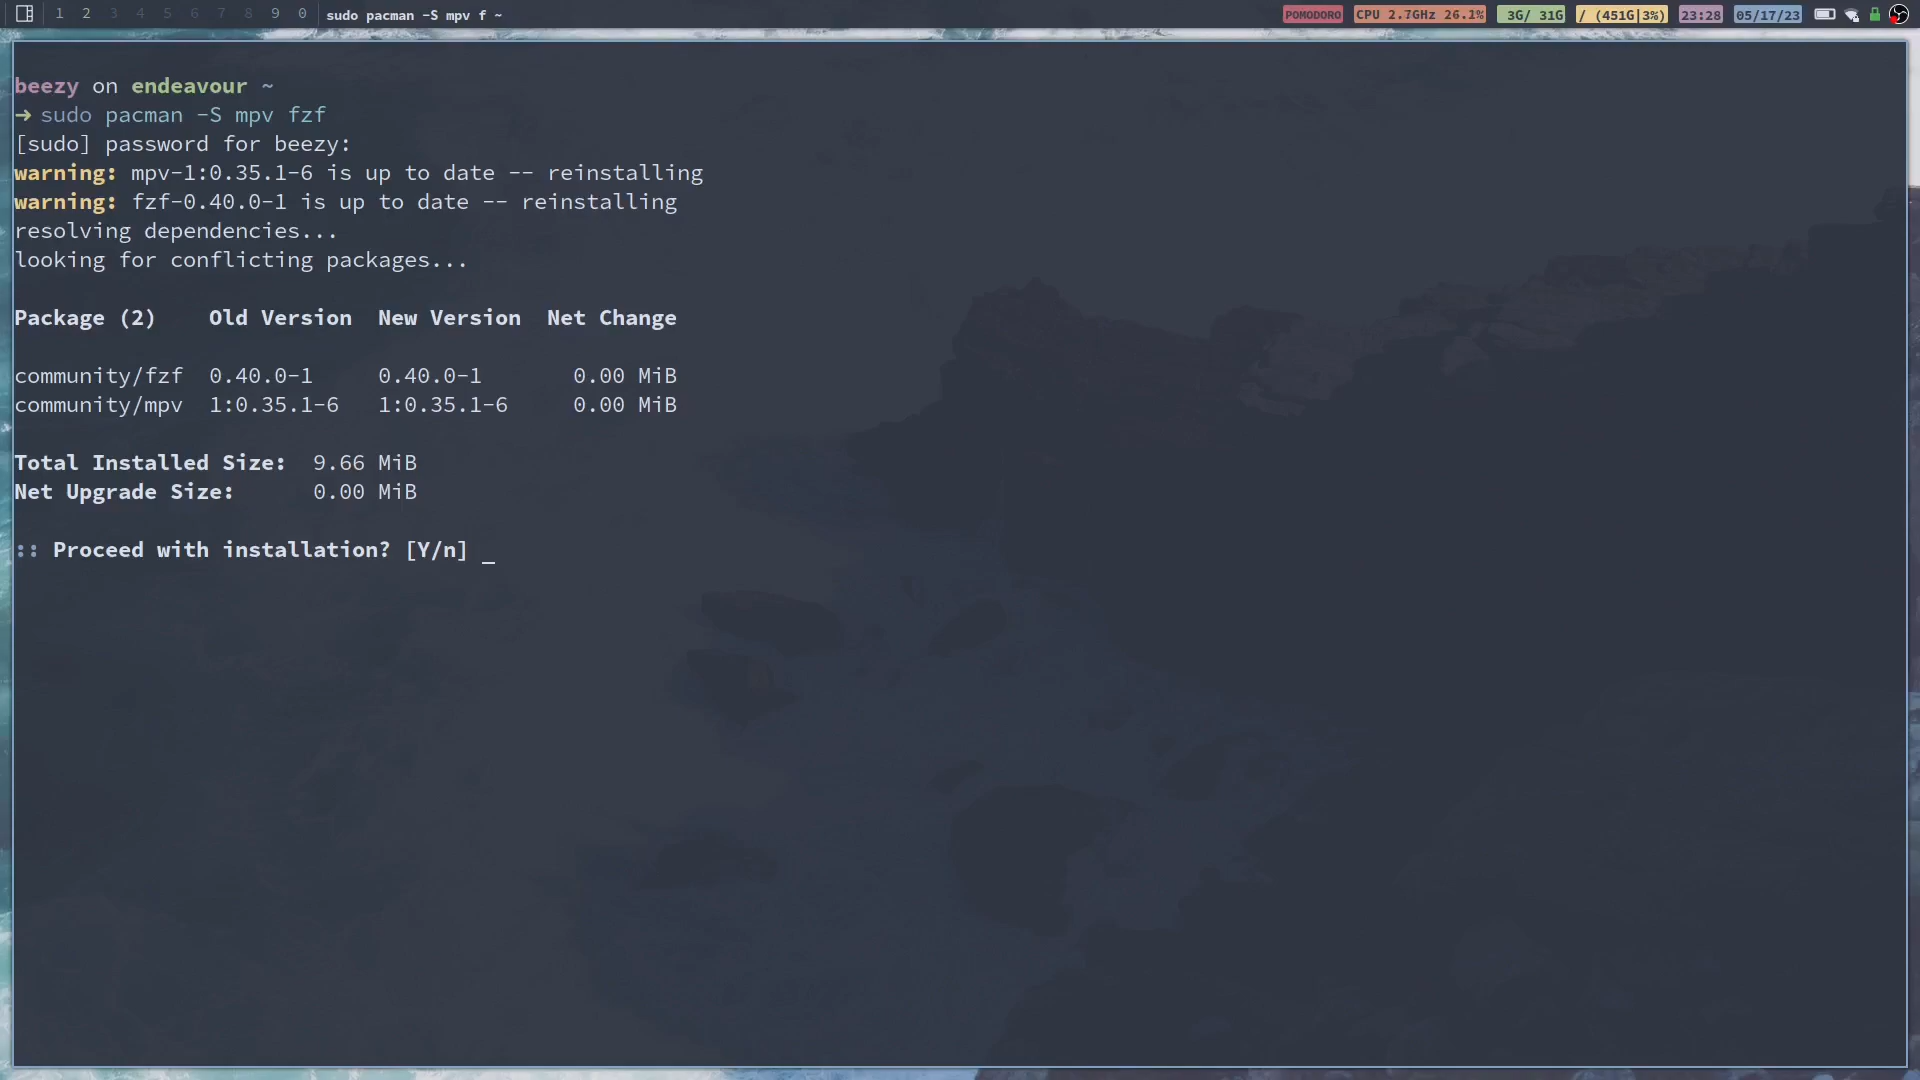 1 2 3 4 5 6 7 8 9 0 sudo pacman -S mpv f ~ POMODORO CPU 2.7GHz 26.2% 3G/ 31G / (451G|3%) 23:28 05/17/23
beezy on endeavour ~
➜ sudo pacman -S mpv fzf
[sudo] password for beezy:
warning: mpv-1:0.35.1-6 is up to date -- reinstalling
warning: fzf-0.40.0-1 is up to date -- reinstalling
resolving dependencies...
looking for conflicting packages...
Package (2) Old Version New Version Net Change
community/fzf 0.40.0-1 0.40.0-1 0.00 MiB
community/mpv 1:0.35.1-6 1:0.35.1-6 0.00 MiB
Total Installed Size: 9.66 MiB
Net Upgrade Size: 0.00 MiB
:: Proceed with installation? [Y/n] _